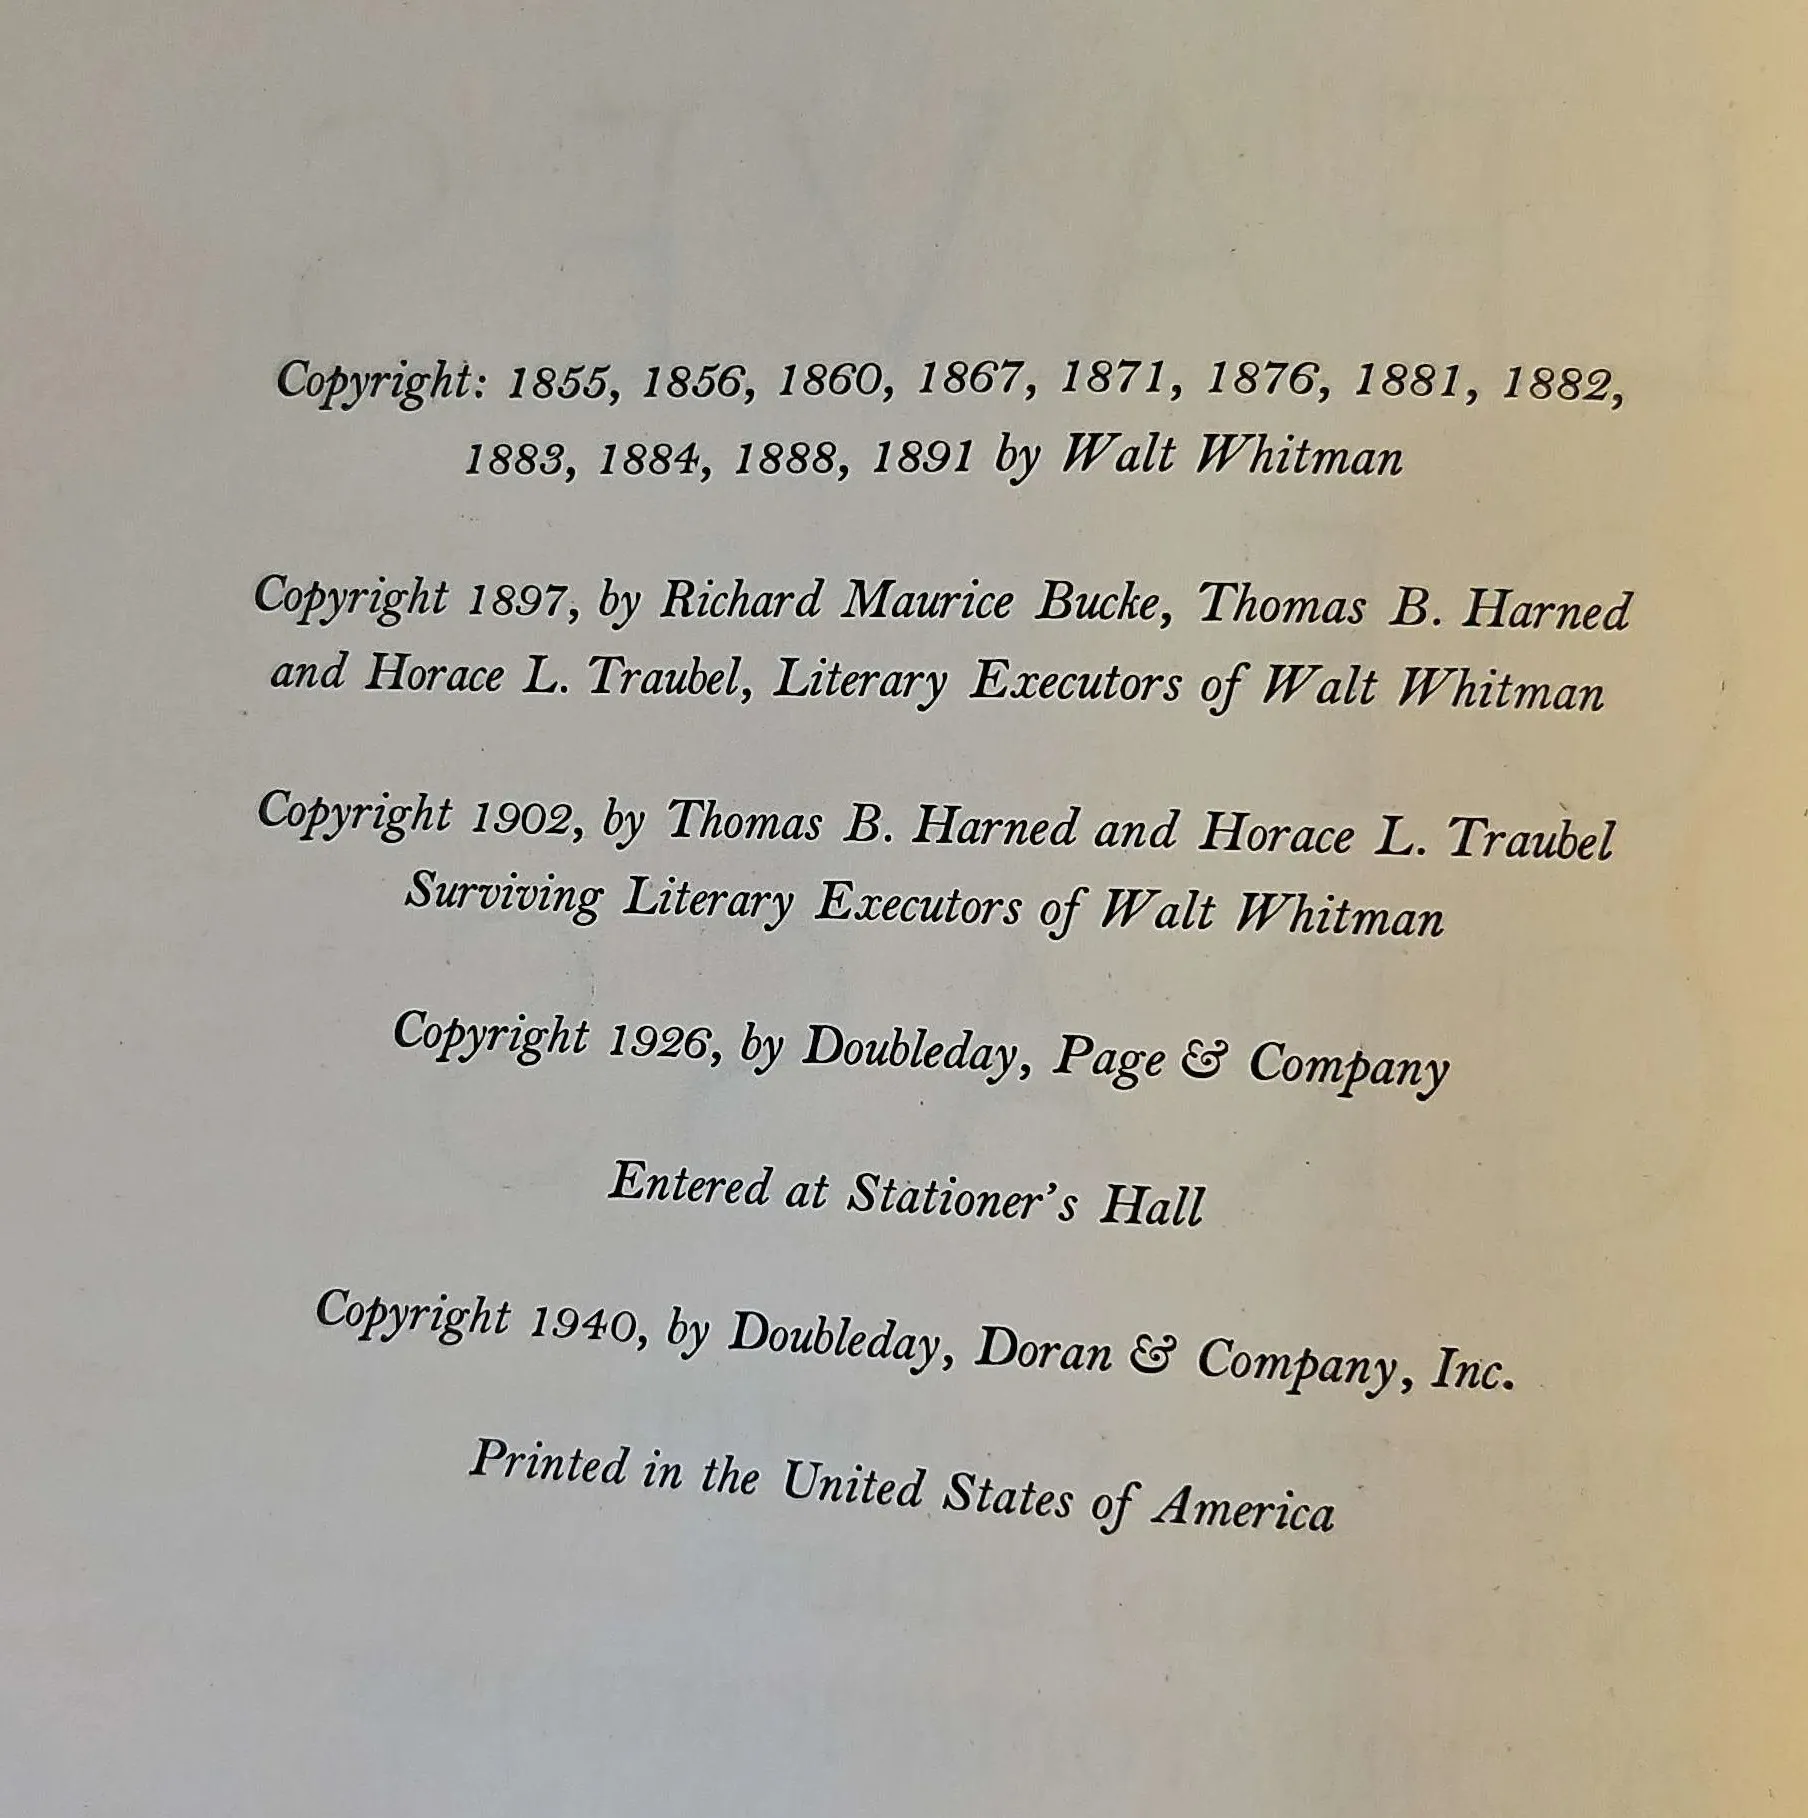 Copyright: 1855, 1856, 1860, 1867, 1871, 1876, 1881, 1882,
1883, 1884, 1888, 1891 by Walt Whitman
Copyright 1897, by Richard Maurice Bucke, Thomas B. Harned
and Horace L. Traubel, Literary Executors of Walt Whitman
Copyright 1902, by Thomas B. Harned and Horace L. Traubel
Surviving Literary Executors of Walt Whitman
Copyright 1926, by Doubleday, Page & Company
Entered at Stationer's Hall
Copyright 1940, by Doubleday, Doran & Company, Inc.
Printed in the United States of America